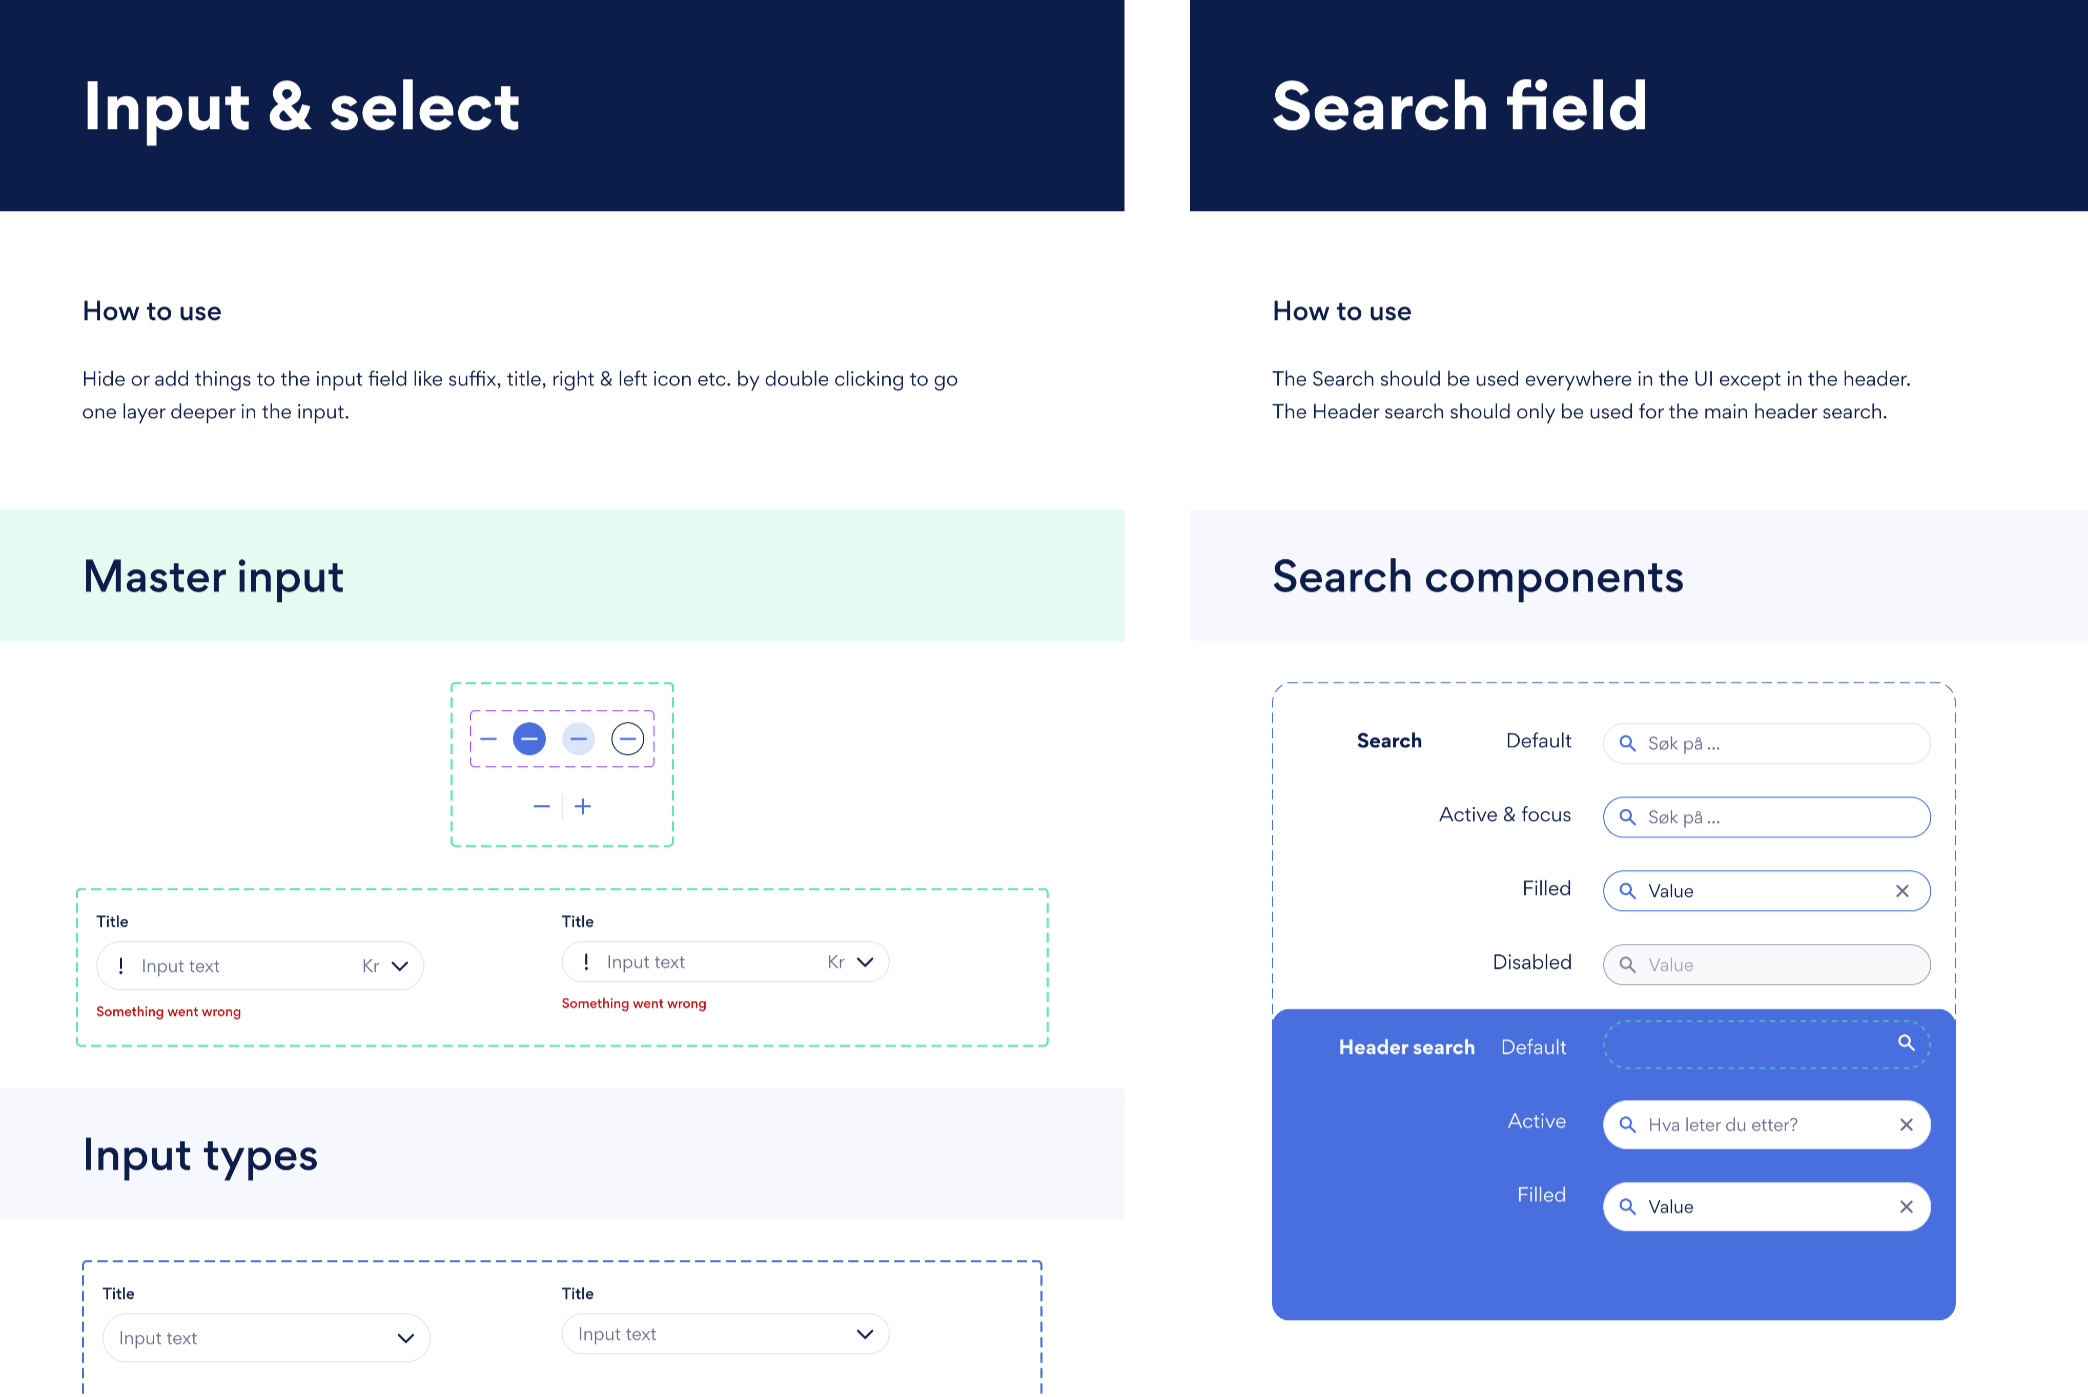 Input & select
How to use
Hide or add things to the input field like suffix, title, right & left icon etc. by double clicking to go
one layer deeper in the input.
Master input
Title
! Input text Kr
Something went wrong
Title
! Input text Kr
Something went wrong
Input types
Title
Input text
Title
Input text
Search field
How to use
The Search should be used everywhere in the UI except in the header.
The Header search should only be used for the main header search.
Search components
Search Default Søk på ...
Active & focus Søk på ...
Filled Value
Disabled Value
Header search Default
Active Hva leter du etter?
Filled Value